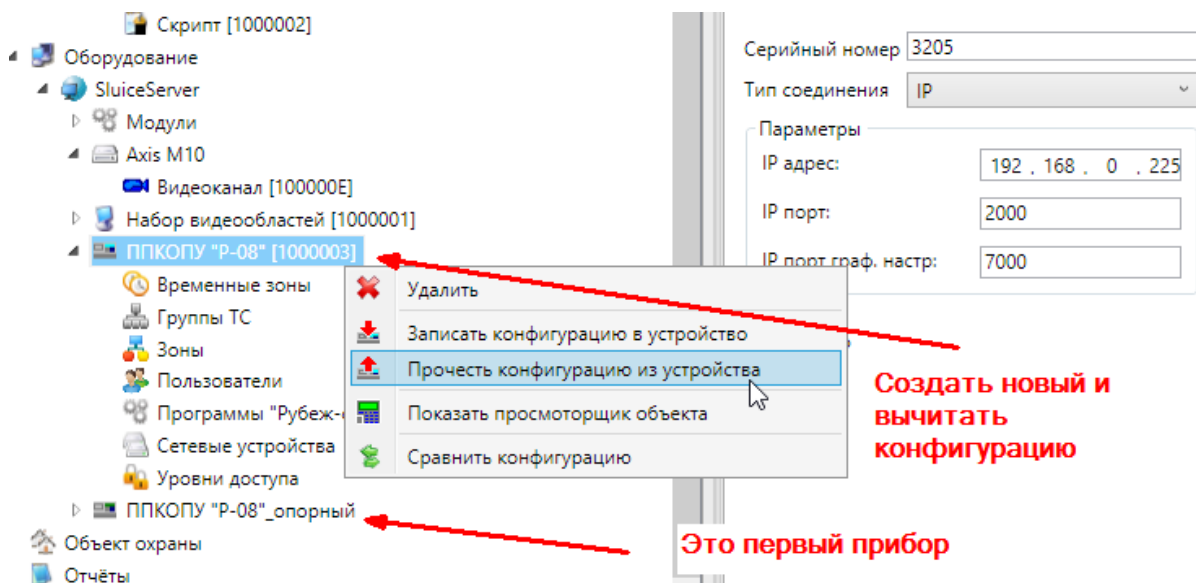 Скрипт [1000002]
Оборудование
SluiceServer
Модули
Axis M10
Видеоканал [100000E]
Набор видеообластей [1000001]
ППКОПУ "Р-08" [1000003]
Временные зоны
Группы ТС
Зоны
Пользователи
Программы "Рубеж-
Сетевые устройства
Уровни доступа
ППКОПУ "Р-08"_опорный
Объект охраны
Отчёты
Удалить
Записать конфигурацию в устройство
Прочесть конфигурацию из устройства
Показать просмоторщик объекта
Сравнить конфигурацию
Серийный номер 3205
Тип соединения IP
Параметры
IP адрес: 192 . 168 . 0 . 225
IP порт: 2000
IP порт граф. настр: 7000
Создать новый и
вычитать
конфигурацию
Это первый прибор